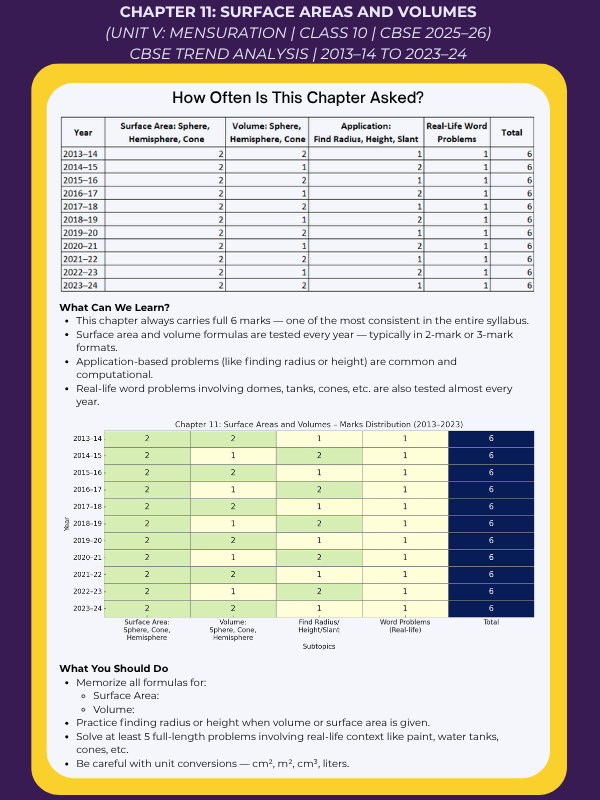 CHAPTER 11: SURFACE AREAS AND VOLUMES
(UNIT V: MENSURATION | CLASS 10 | CBSE 2025–26)
CBSE TREND ANALYSIS | 2013–14 TO 2023–24
How Often Is This Chapter Asked?
Year | Surface Area: Sphere, Hemisphere, Cone | Volume: Sphere, Hemisphere, Cone | Application: Find Radius, Height, Slant | Real-Life Word Problems | Total
2013–14 2 2 1 1 6
2014–15 2 1 2 1 6
2015–16 2 2 1 1 6
2016–17 2 1 2 1 6
2017–18 2 2 1 1 6
2018–19 2 1 2 1 6
2019–20 2 2 1 1 6
2020–21 2 1 2 1 6
2021–22 2 2 1 1 6
2022–23 2 1 2 1 6
2023–24 2 2 1 1 6
What Can We Learn?
• This chapter always carries full 6 marks — one of the most consistent in the entire syllabus.
• Surface area and volume formulas are tested every year — typically in 2-mark or 3-mark
formats.
• Application-based problems (like finding radius or height) are common and
computational.
• Real-life word problems involving domes, tanks, cones, etc. are also tested almost every
year.
Chapter 11: Surface Areas and Volumes – Marks Distribution (2013–2023)
Year
2013-14 2 2 1 1 6
2014–15 2 1 2 1 6
2015–16 2 2 1 1 6
2016–17 2 1 2 1 6
2017–18 2 2 1 1 6
2018–19 2 1 2 1 6
2019–20 2 2 1 1 6
2020–21 2 1 2 1 6
2021–22 2 2 1 1 6
2022–23 2 1 2 1 6
2023–24 2 2 1 1 6
Surface Area: Volume: Find Radius/ Word Problems Total
Sphere, Cone, Sphere, Cone, Height/Slant (Real-life)
Hemisphere Hemisphere
Subtopics
What You Should Do
• Memorize all formulas for:
◦ Surface Area:
◦ Volume:
• Practice finding radius or height when volume or surface area is given.
• Solve at least 5 full-length problems involving real-life context like paint, water tanks,
cones, etc.
• Be careful with unit conversions — cm², m², cm³, liters.